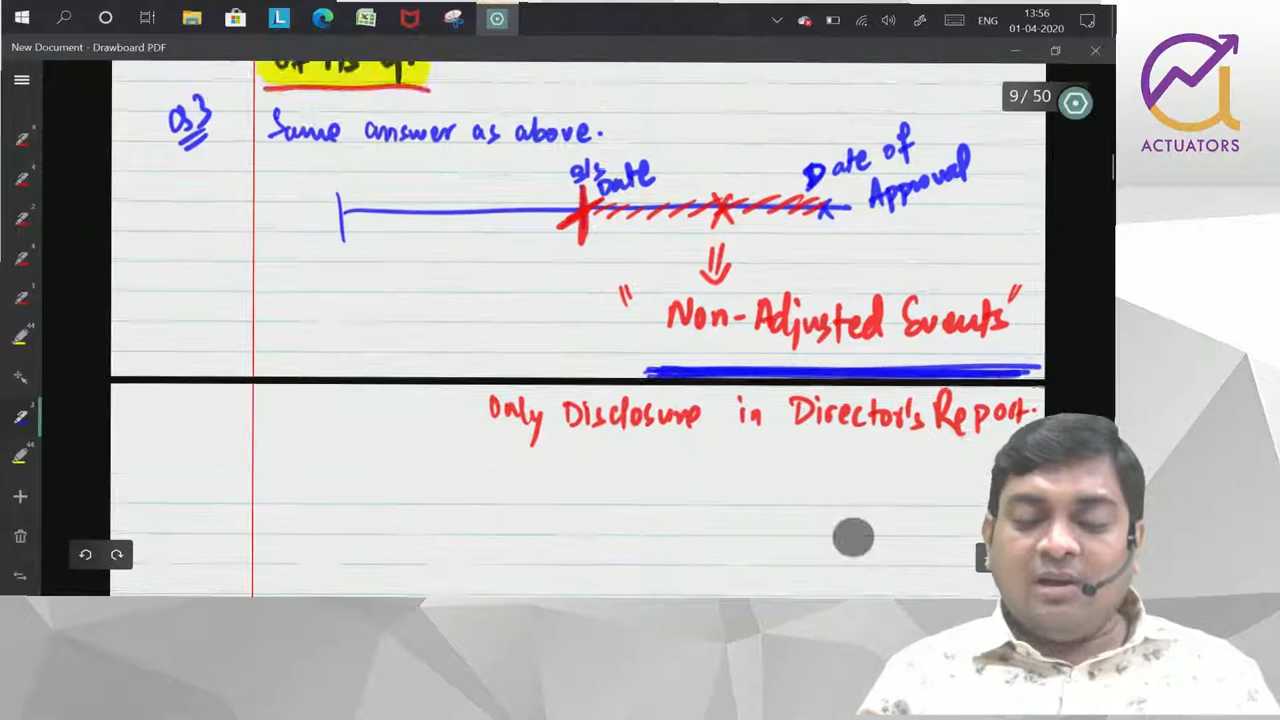 13:56
ENG
01-04-2020
New Document - Drawboard PDF
9 / 50
ACTUATORS
Q3 Same answer as above.
B/S Date
Date of Approval
" Non-Adjusted Events"
Only Disclosure in Director's Report.